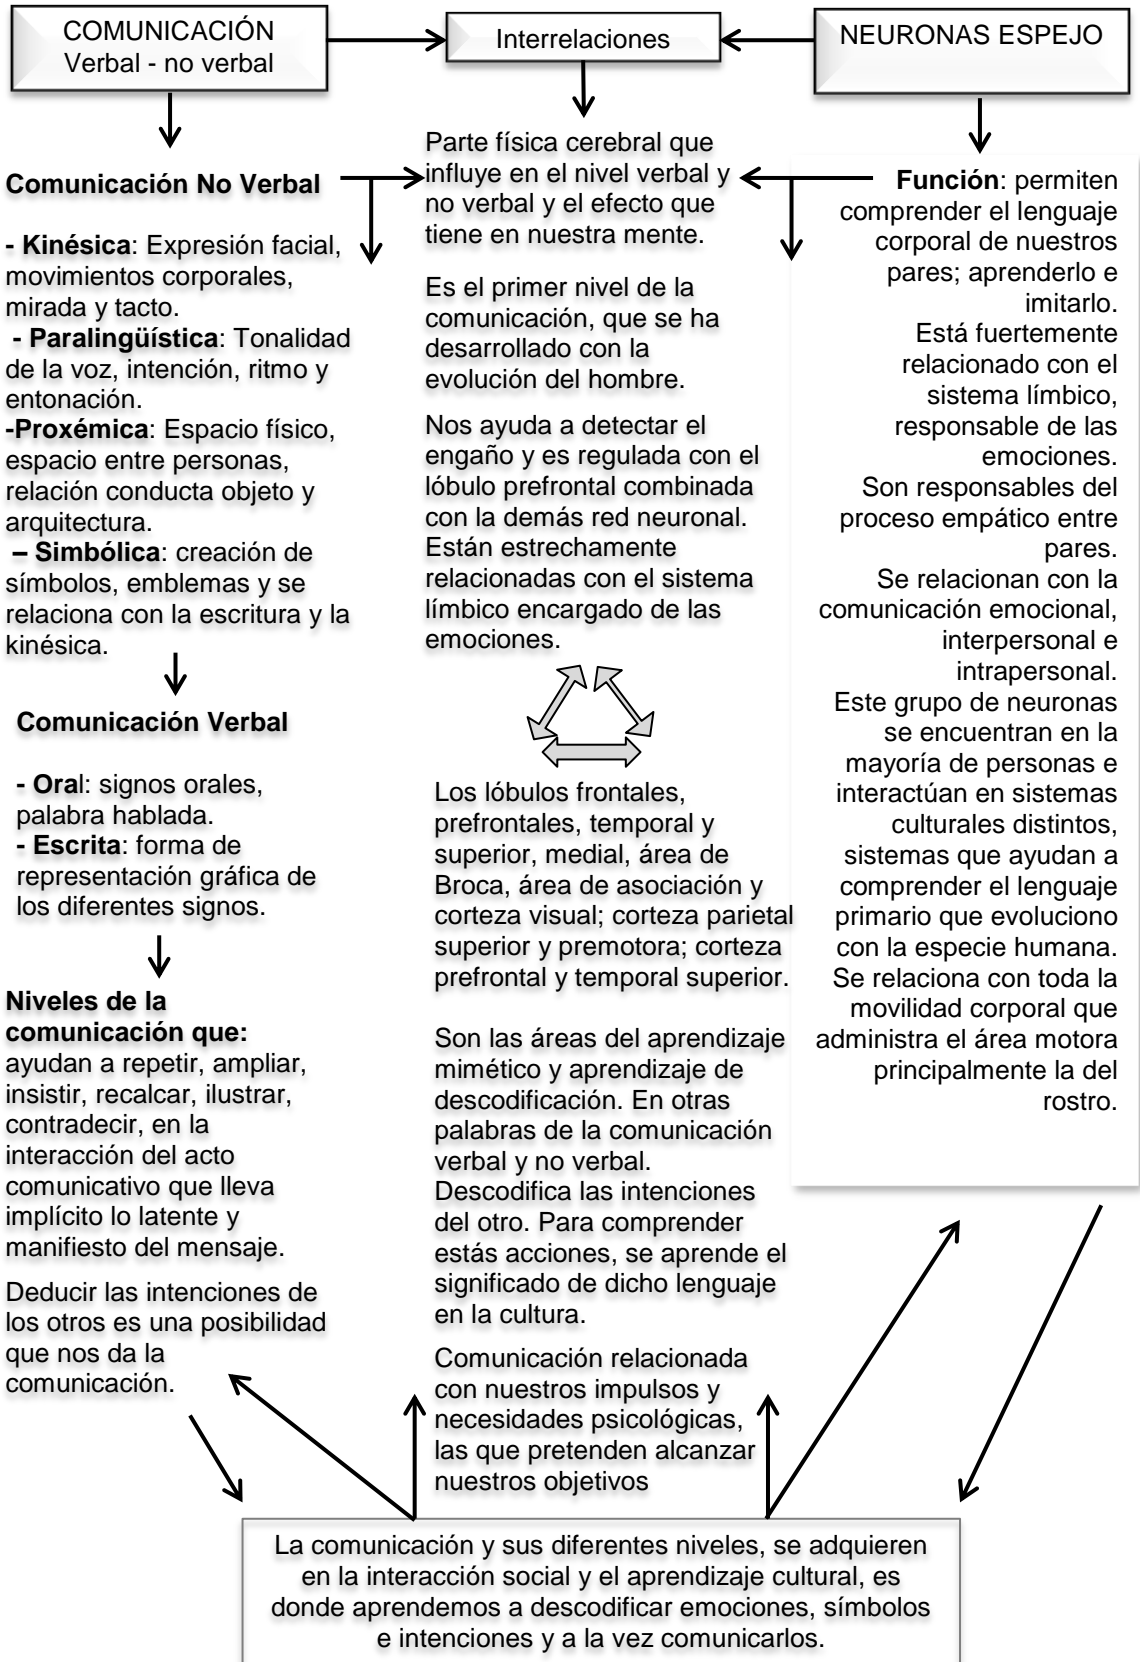 COMUNICACIÓN
Verbal - no verbal
Interrelaciones
NEURONAS ESPEJO
Comunicación No Verbal
- Kinésica: Expresión facial,
movimientos corporales,
mirada y tacto.
- Paralingüística: Tonalidad
de la voz, intención, ritmo y
entonación.
-Proxémica: Espacio físico,
espacio entre personas,
relación conducta objeto y
arquitectura.
– Simbólica: creación de
símbolos, emblemas y se
relaciona con la escritura y la
kinésica.
Comunicación Verbal
- Oral: signos orales,
palabra hablada.
- Escrita: forma de
representación gráfica de
los diferentes signos.
Niveles de la
comunicación que:
ayudan a repetir, ampliar,
insistir, recalcar, ilustrar,
contradecir, en la
interacción del acto
comunicativo que lleva
implícito lo latente y
manifiesto del mensaje.
Deducir las intenciones de
los otros es una posibilidad
que nos da la
comunicación.
Parte física cerebral que
influye en el nivel verbal y
no verbal y el efecto que
tiene en nuestra mente.
Es el primer nivel de la
comunicación, que se ha
desarrollado con la
evolución del hombre.
Nos ayuda a detectar el
engaño y es regulada con el
lóbulo prefrontal combinada
con la demás red neuronal.
Están estrechamente
relacionadas con el sistema
límbico encargado de las
emociones.
Los lóbulos frontales,
prefrontales, temporal y
superior, medial, área de
Broca, área de asociación y
corteza visual; corteza parietal
superior y premotora; corteza
prefrontal y temporal superior.
Son las áreas del aprendizaje
mimético y aprendizaje de
descodificación. En otras
palabras de la comunicación
verbal y no verbal.
Descodifica las intenciones
del otro. Para comprender
estás acciones, se aprende el
significado de dicho lenguaje
en la cultura.
Comunicación relacionada
con nuestros impulsos y
necesidades psicológicas,
las que pretenden alcanzar
nuestros objetivos
Función: permiten
comprender el lenguaje
corporal de nuestros
pares; aprenderlo e
imitarlo.
Está fuertemente
relacionado con el
sistema límbico,
responsable de las
emociones.
Son responsables del
proceso empático entre
pares.
Se relacionan con la
comunicación emocional,
interpersonal e
intrapersonal.
Este grupo de neuronas
se encuentran en la
mayoría de personas e
interactúan en sistemas
culturales distintos,
sistemas que ayudan a
comprender el lenguaje
primario que evoluciono
con la especie humana.
Se relaciona con toda la
movilidad corporal que
administra el área motora
principalmente la del
rostro.
La comunicación y sus diferentes niveles, se adquieren
en la interacción social y el aprendizaje cultural, es
donde aprendemos a descodificar emociones, símbolos
e intenciones y a la vez comunicarlos.